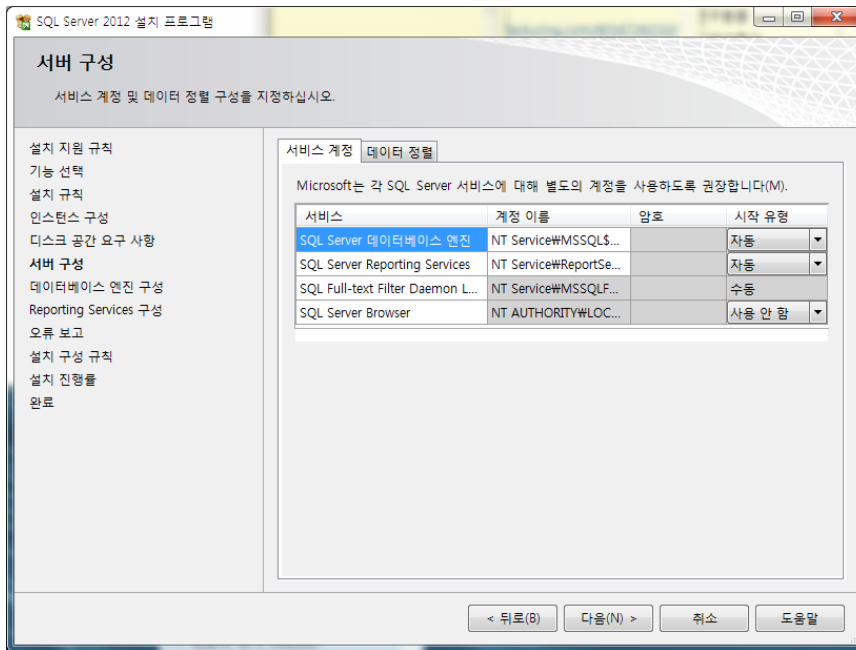 SQL Server 2012 설치 프로그램
서버 구성
서비스 계정 및 데이터 정렬 구성을 지정하십시오.
설치 지원 규칙
기능 선택
설치 규칙
인스턴스 구성
디스크 공간 요구 사항
서버 구성
데이터베이스 엔진 구성
Reporting Services 구성
오류 보고
설치 구성 규칙
설치 진행률
완료
서비스 계정 데이터 정렬
Microsoft는 각 SQL Server 서비스에 대해 별도의 계정을 사용하도록 권장합니다(M).
서비스 계정 이름 암호 시작 유형
SQL Server 데이터베이스 엔진 NT Service₩MSSQL$... 자동
SQL Server Reporting Services NT Service₩ReportSe... 자동
SQL Full-text Filter Daemon L... NT Service₩MSSQLF... 수동
SQL Server Browser NT AUTHORITY₩LOC... 사용 안 함
< 뒤로(B) 다음(N) > 취소 도움말